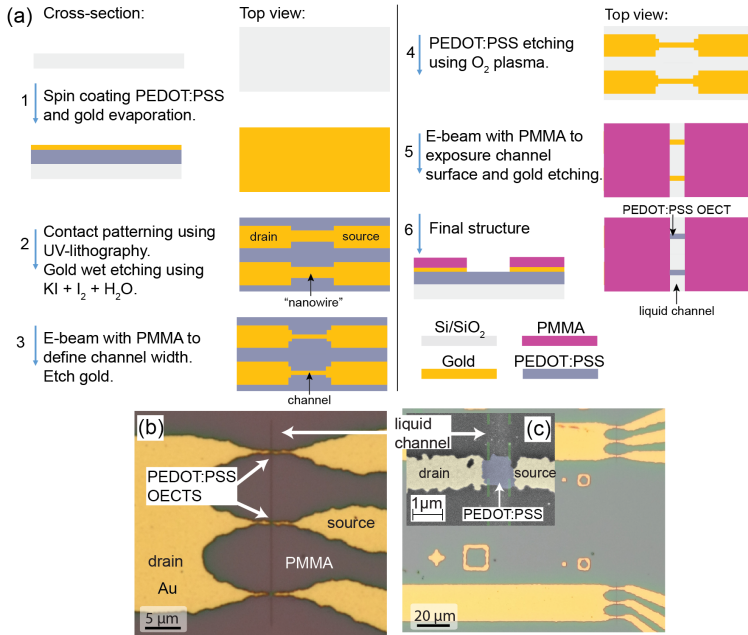 (a)
Cross-section:
Top view:
1
Spin coating PEDOT:PSS
and gold evaporation.
2
Contact patterning using
UV-lithography.
Gold wet etching using
KI + I2 + H2O.
drain
source
“nanowire”
3
E-beam with PMMA to
define channel width.
Etch gold.
channel
Top view:
4
PEDOT:PSS etching
using O2 plasma.
5
E-beam with PMMA to
exposure channel
surface and gold etching.
6
Final structure
PEDOT:PSS OECT
liquid channel
Si/SiO2
PMMA
Gold
PEDOT:PSS
(b)
liquid
channel
PEDOT:PSS
OECTS
source
drain
PMMA
Au
5 µm
(c)
drain
source
1µm
PEDOT:PSS
20 µm